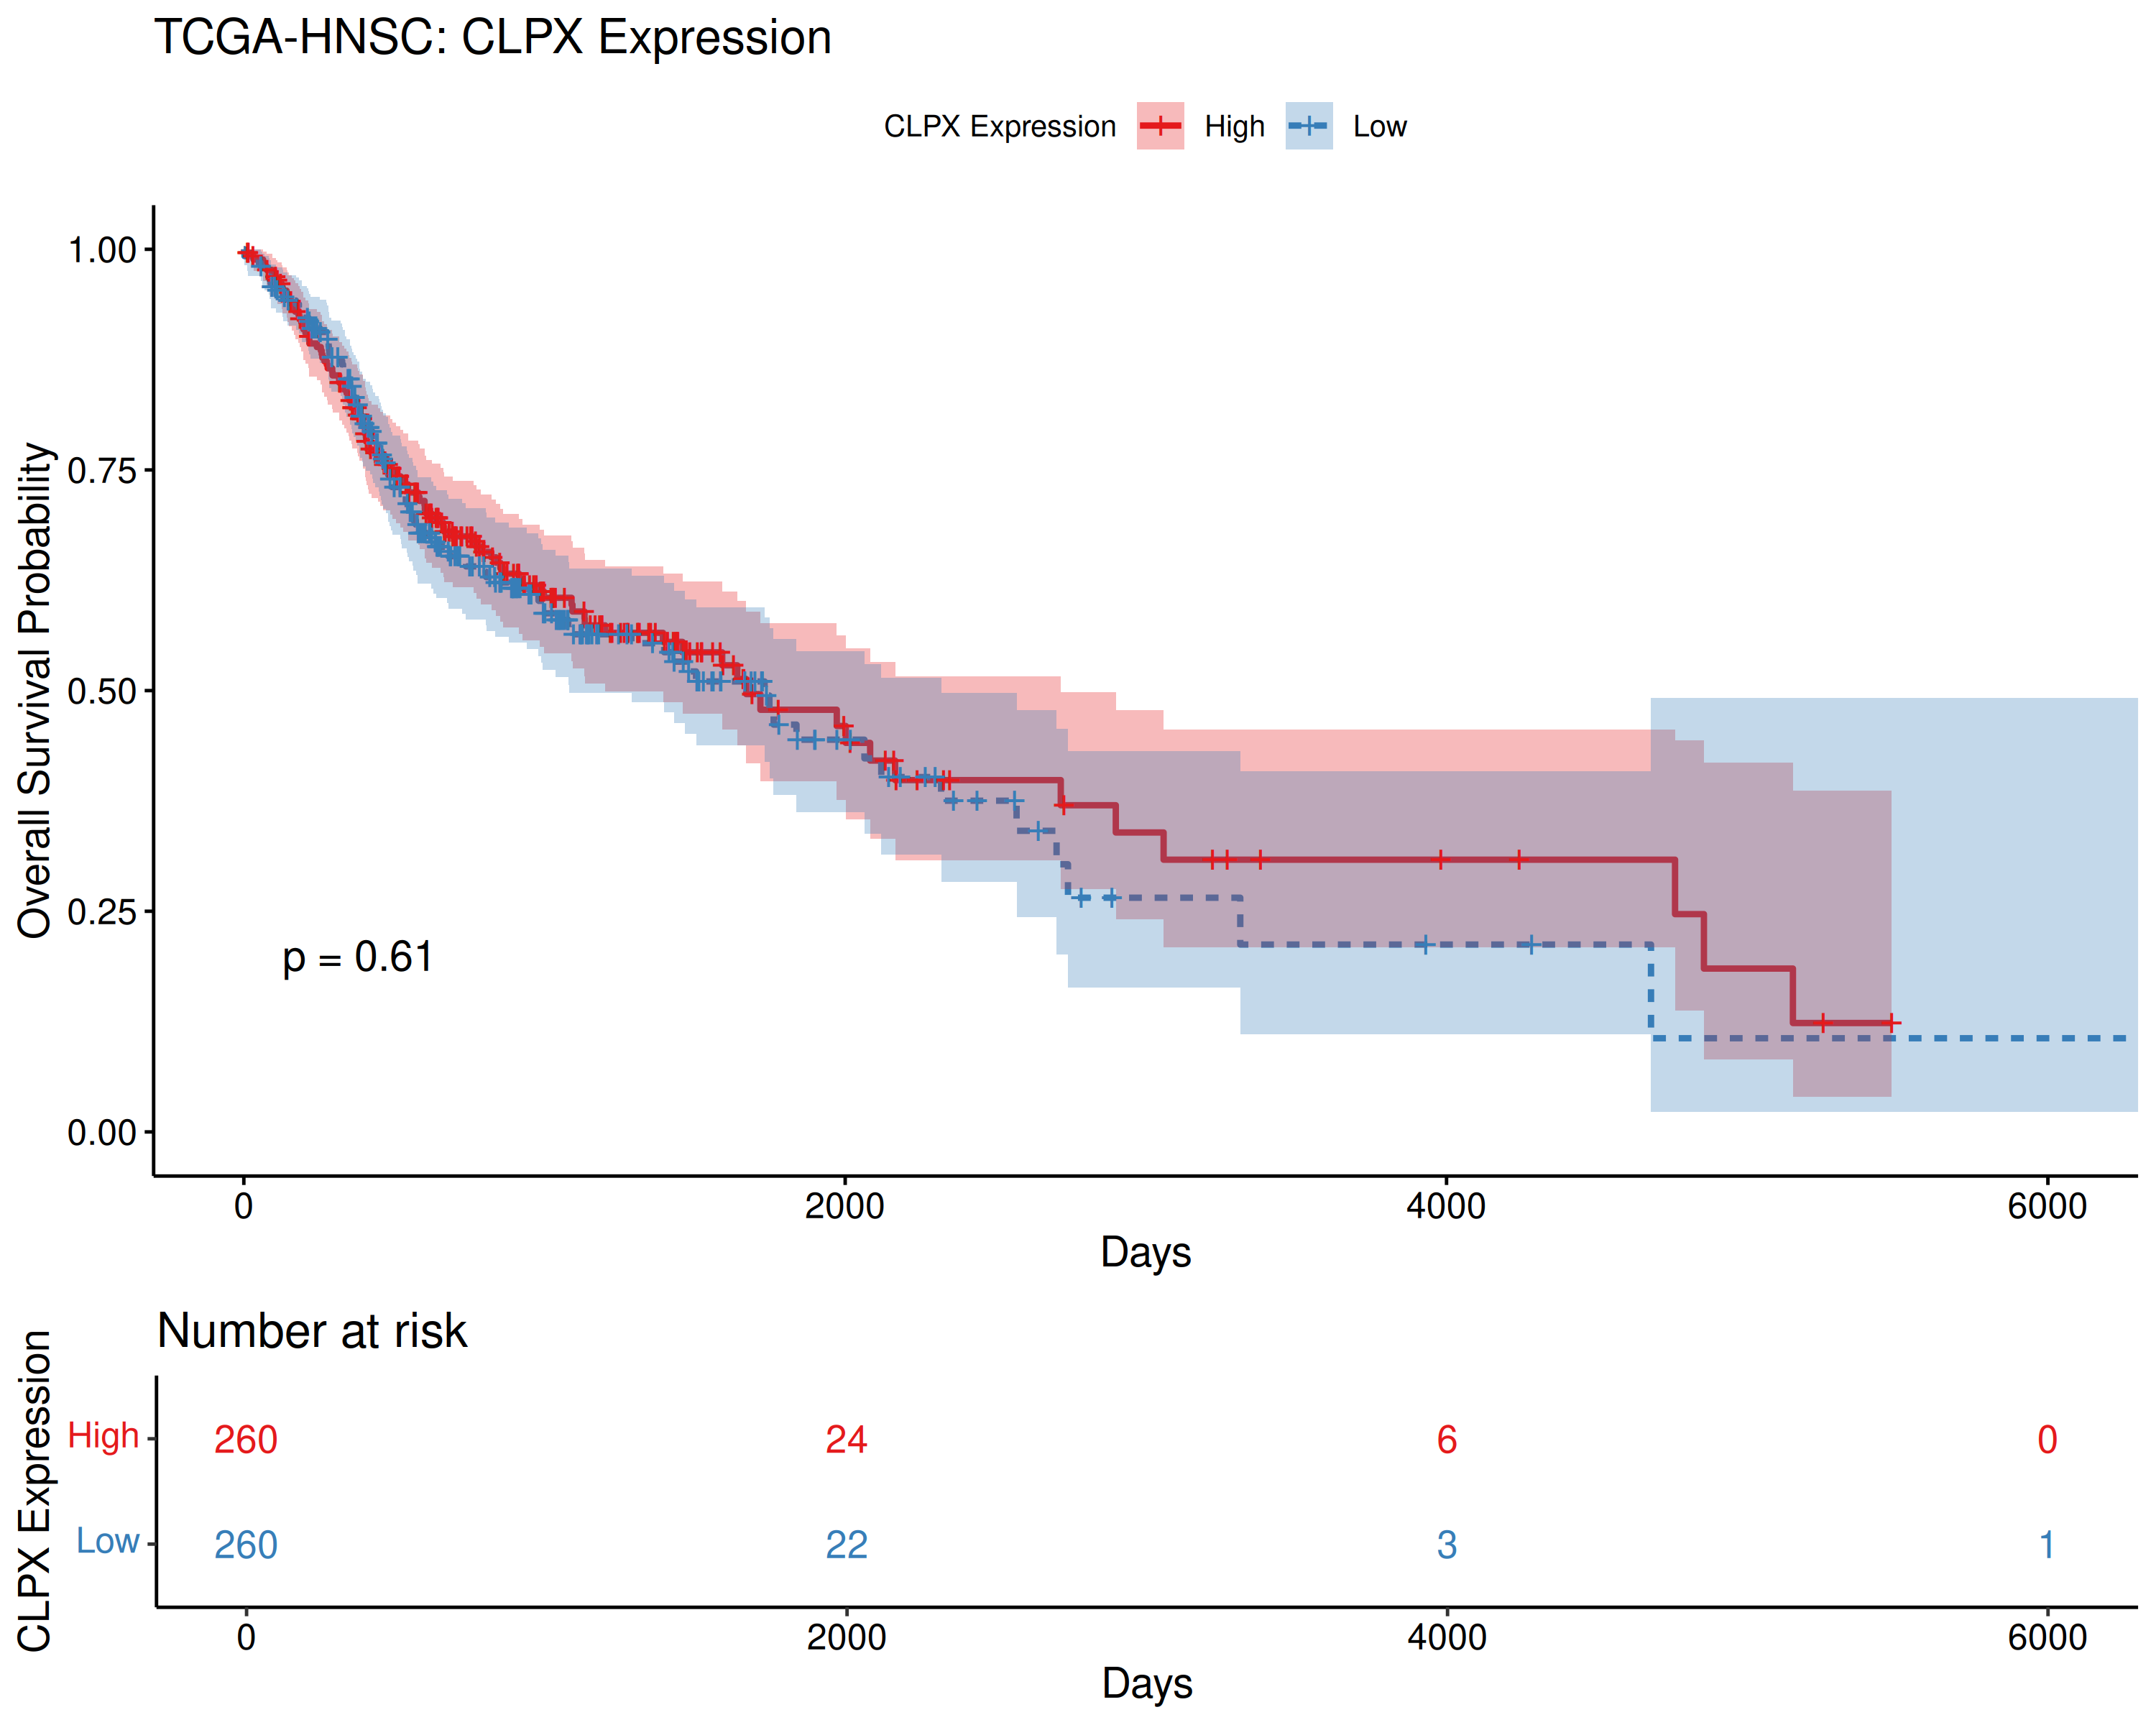 TCGA-HNSC: CLPX Expression
CLPX Expression High Low
Overall Survival Probability
1.00
0.75
0.50
0.25
0.00
p = 0.61
0 2000 4000 6000
Days
Number at risk
CLPX Expression
High 260 24 6 0
Low 260 22 3 1
0 2000 4000 6000
Days